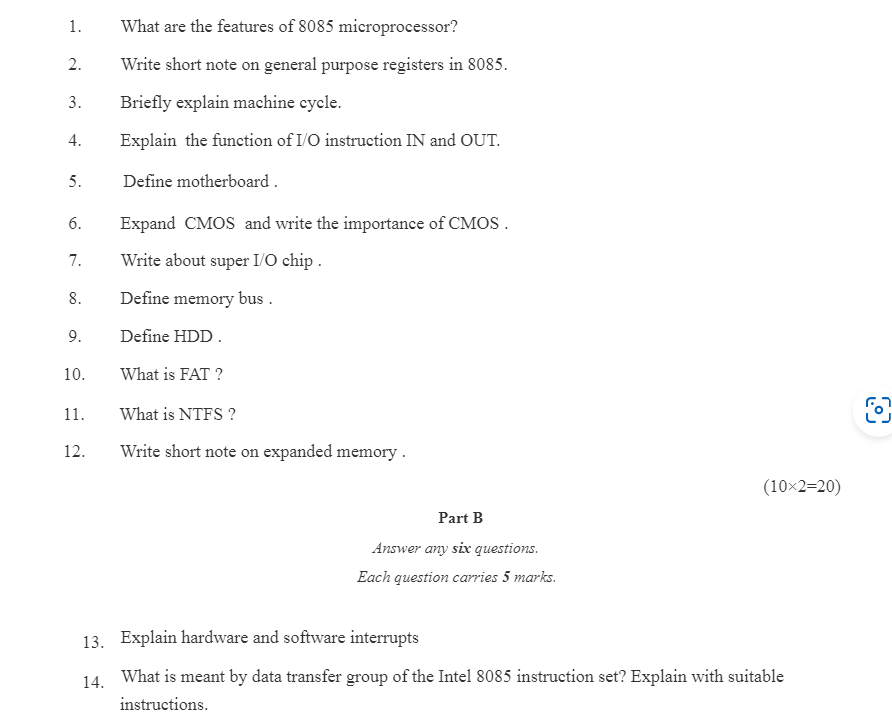 1. What are the features of 8085 microprocessor?
2. Write short note on general purpose registers in 8085.
3. Briefly explain machine cycle.
4. Explain  the function of I/O instruction IN and OUT.
5. Define motherboard .
6. Expand  CMOS  and write the importance of CMOS .
7. Write about super I/O chip .
8. Define memory bus .
9. Define HDD .
10. What is FAT ?
11. What is NTFS ?
12. Write short note on expanded memory .
(10×2=20)
Part B
Answer any six questions.
Each question carries 5 marks.
13. Explain hardware and software interrupts
14. What is meant by data transfer group of the Intel 8085 instruction set? Explain with suitable
instructions.